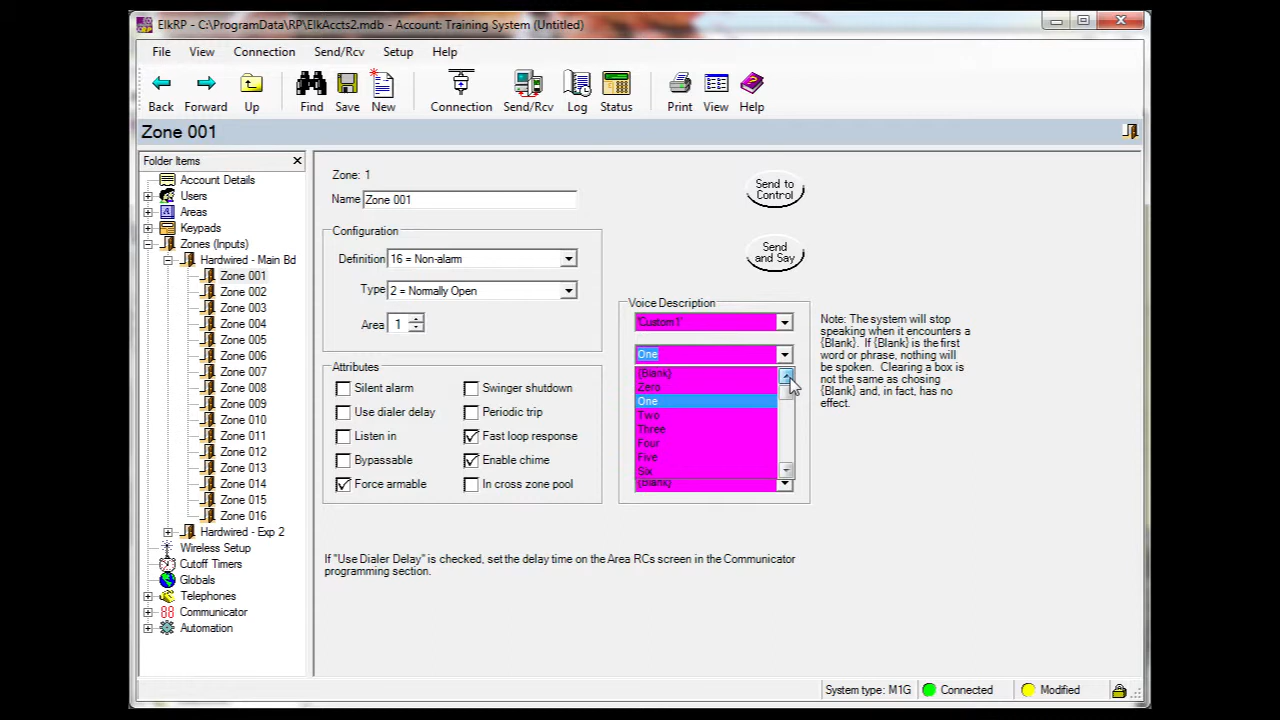 ElkRP - C:\ProgramData\RP\ElkAccts2.mdb - Account: Training System (Untitled)
File View Connection Send/Rcv Setup Help
Back Forward Up Find Save New Connection Send/Rcv Log Status Print View Help
Zone 001
Folder Items
Account Details
Users
Areas
Keypads
Zones (Inputs)
Hardwired - Main Bd
Zone 001
Zone 002
Zone 003
Zone 004
Zone 005
Zone 006
Zone 007
Zone 008
Zone 009
Zone 010
Zone 011
Zone 012
Zone 013
Zone 014
Zone 015
Zone 016
Hardwired - Exp 2
Wireless Setup
Cutoff Timers
Globals
Telephones
88 Communicator
Automation
Zone: 1
Name Zone 001
Configuration
Definition 16 = Non-alarm
Type 2 = Normally Open
Area 1
Attributes
Silent alarm Swinger shutdown
Use dialer delay Periodic trip
Listen in Fast loop response
Bypassable Enable chime
Force armable In cross zone pool
Send to
Control
Send
and Say
Voice Description
'Custom1'
One
{Blank}
Zero
One
Two
Three
Four
Five
Six
{Blank}
Note: The system will stop
speaking when it encounters a
{Blank}. If {Blank} is the first
word or phrase, nothing will
be spoken. Clearing a box is
not the same as chosing
{Blank} and, in fact, has no
effect.
If "Use Dialer Delay" is checked, set the delay time on the Area RCs screen in the Communicator
programming section.
System type: M1G Connected Modified